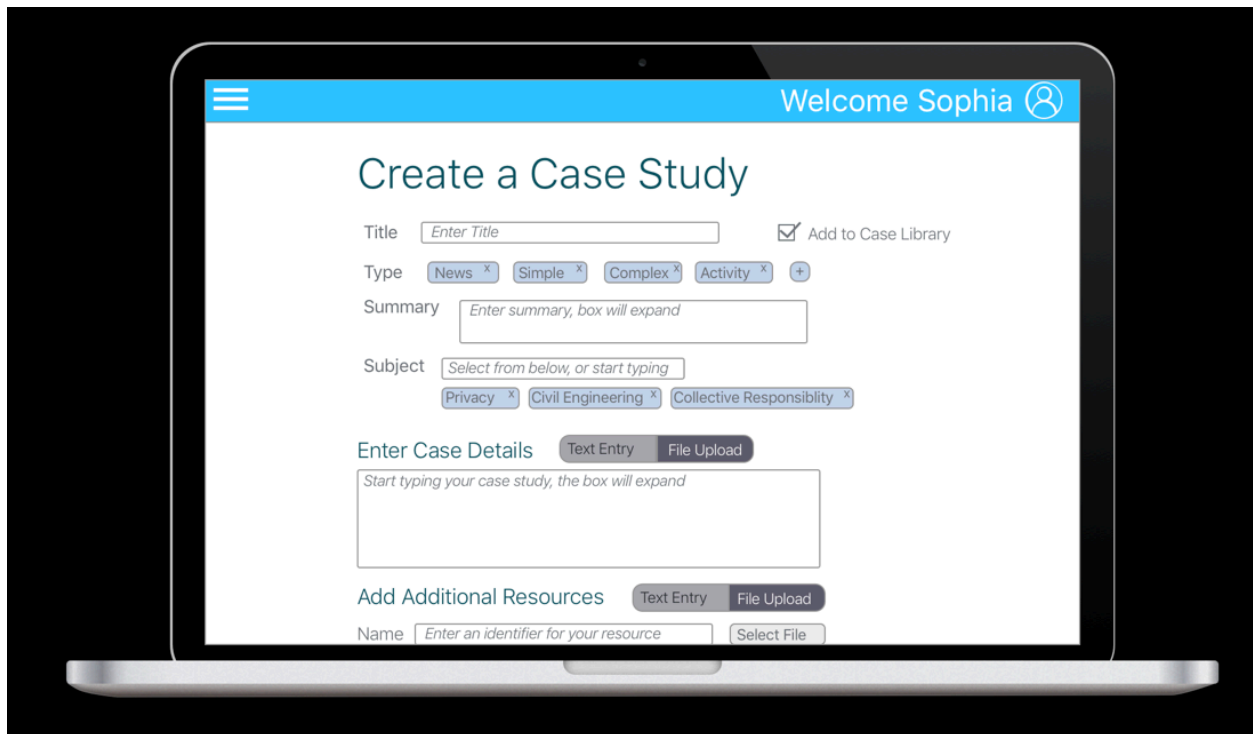 Welcome Sophia
Create a Case Study
Title Enter Title Add to Case Library
Type News x Simple x Complex x Activity x +
Summary Enter summary, box will expand
Subject Select from below, or start typing
Privacy x Civil Engineering x Collective Responsiblity x
Enter Case Details Text Entry File Upload
Start typing your case study, the box will expand
Add Additional Resources Text Entry File Upload
Name Enter an identifier for your resource Select File